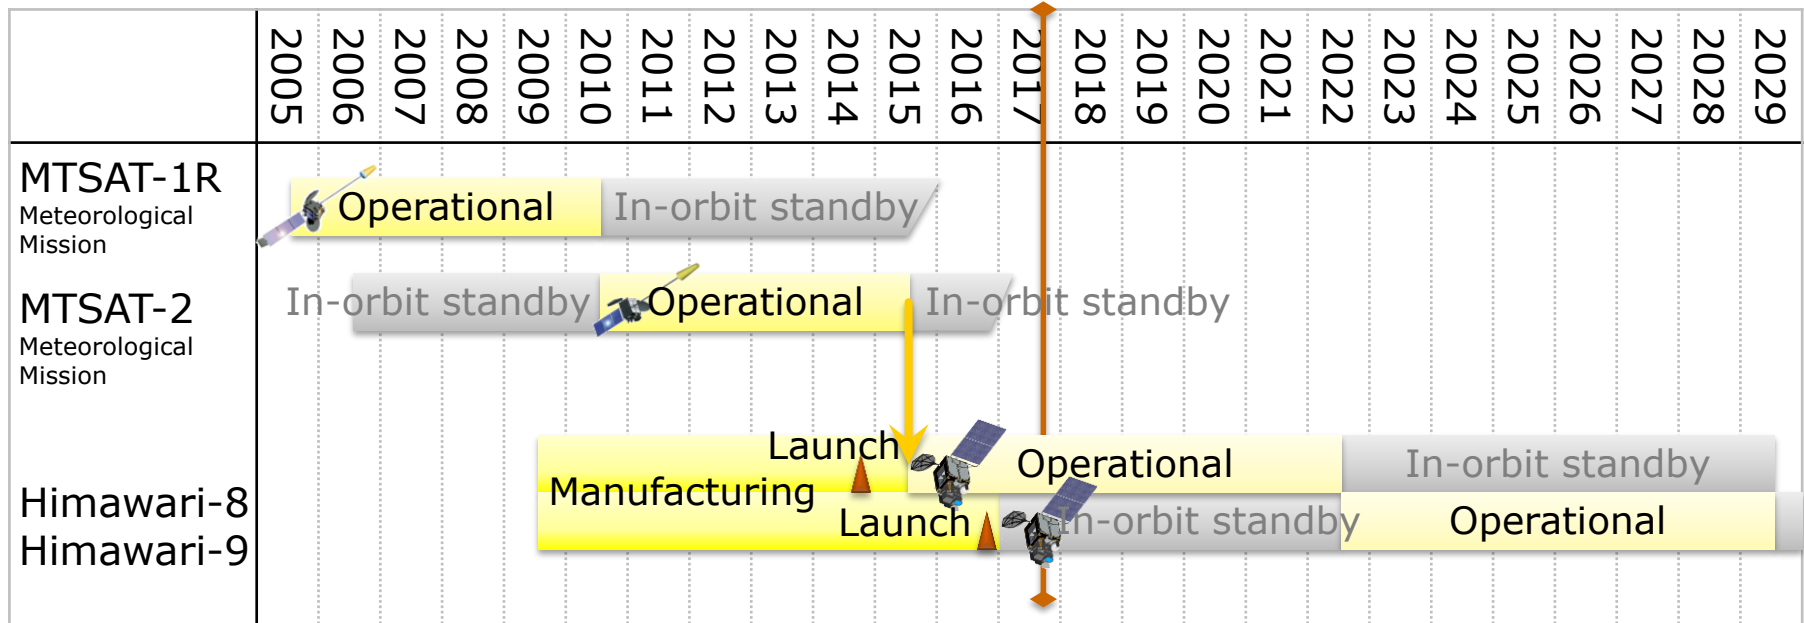 2005 2006 2007 2008 2009 2010 2011 2012 2013 2014 2015 2016 2017 2018 2019 2020 2021 2022 2023 2024 2025 2026 2027 2028 2029
MTSAT-1R
Meteorological
Mission
Operational
In-orbit standby
MTSAT-2
Meteorological
Mission
In-orbit standby
Operational
In-orbit standby
Himawari-8
Himawari-9
Manufacturing
Launch
Operational
In-orbit standby
Launch
In-orbit standby
Operational